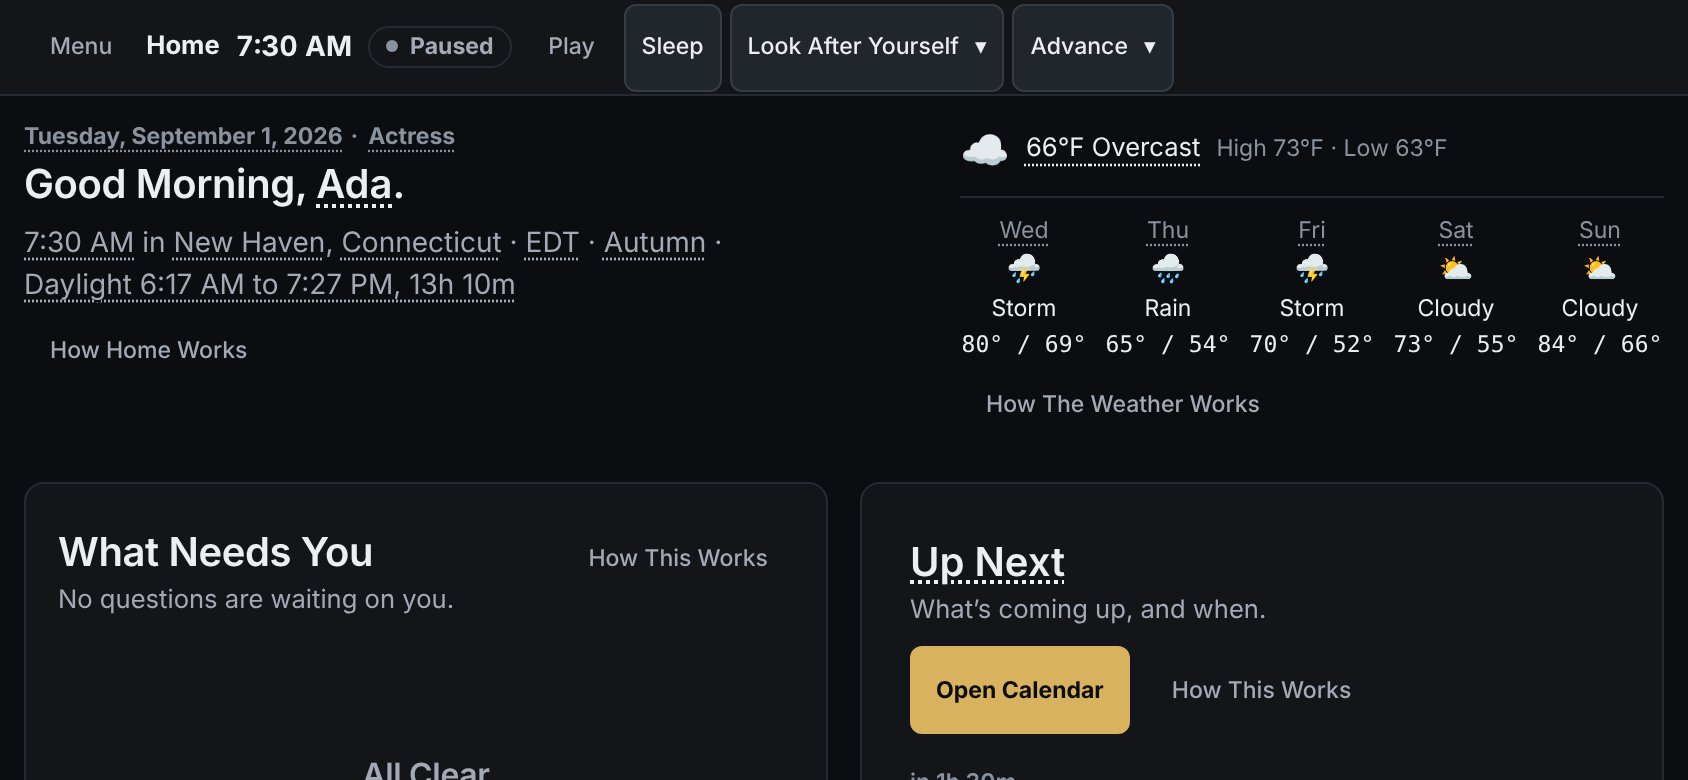 Menu Home 7:30 AM Paused Play Sleep Look After Yourself ▼ Advance ▼
Tuesday, September 1, 2026 · Actress
Good Morning, Ada.
7:30 AM in New Haven, Connecticut · EDT · Autumn ·
Daylight 6:17 AM to 7:27 PM, 13h 10m
How Home Works
66°F Overcast High 73°F · Low 63°F
Wed Thu Fri Sat Sun
Storm Rain Storm Cloudy Cloudy
80° / 69° 65° / 54° 70° / 52° 73° / 55° 84° / 66°
How The Weather Works
What Needs You
How This Works
No questions are waiting on you.
All Clear
Up Next
What’s coming up, and when.
Open Calendar
How This Works
in 1h 30m